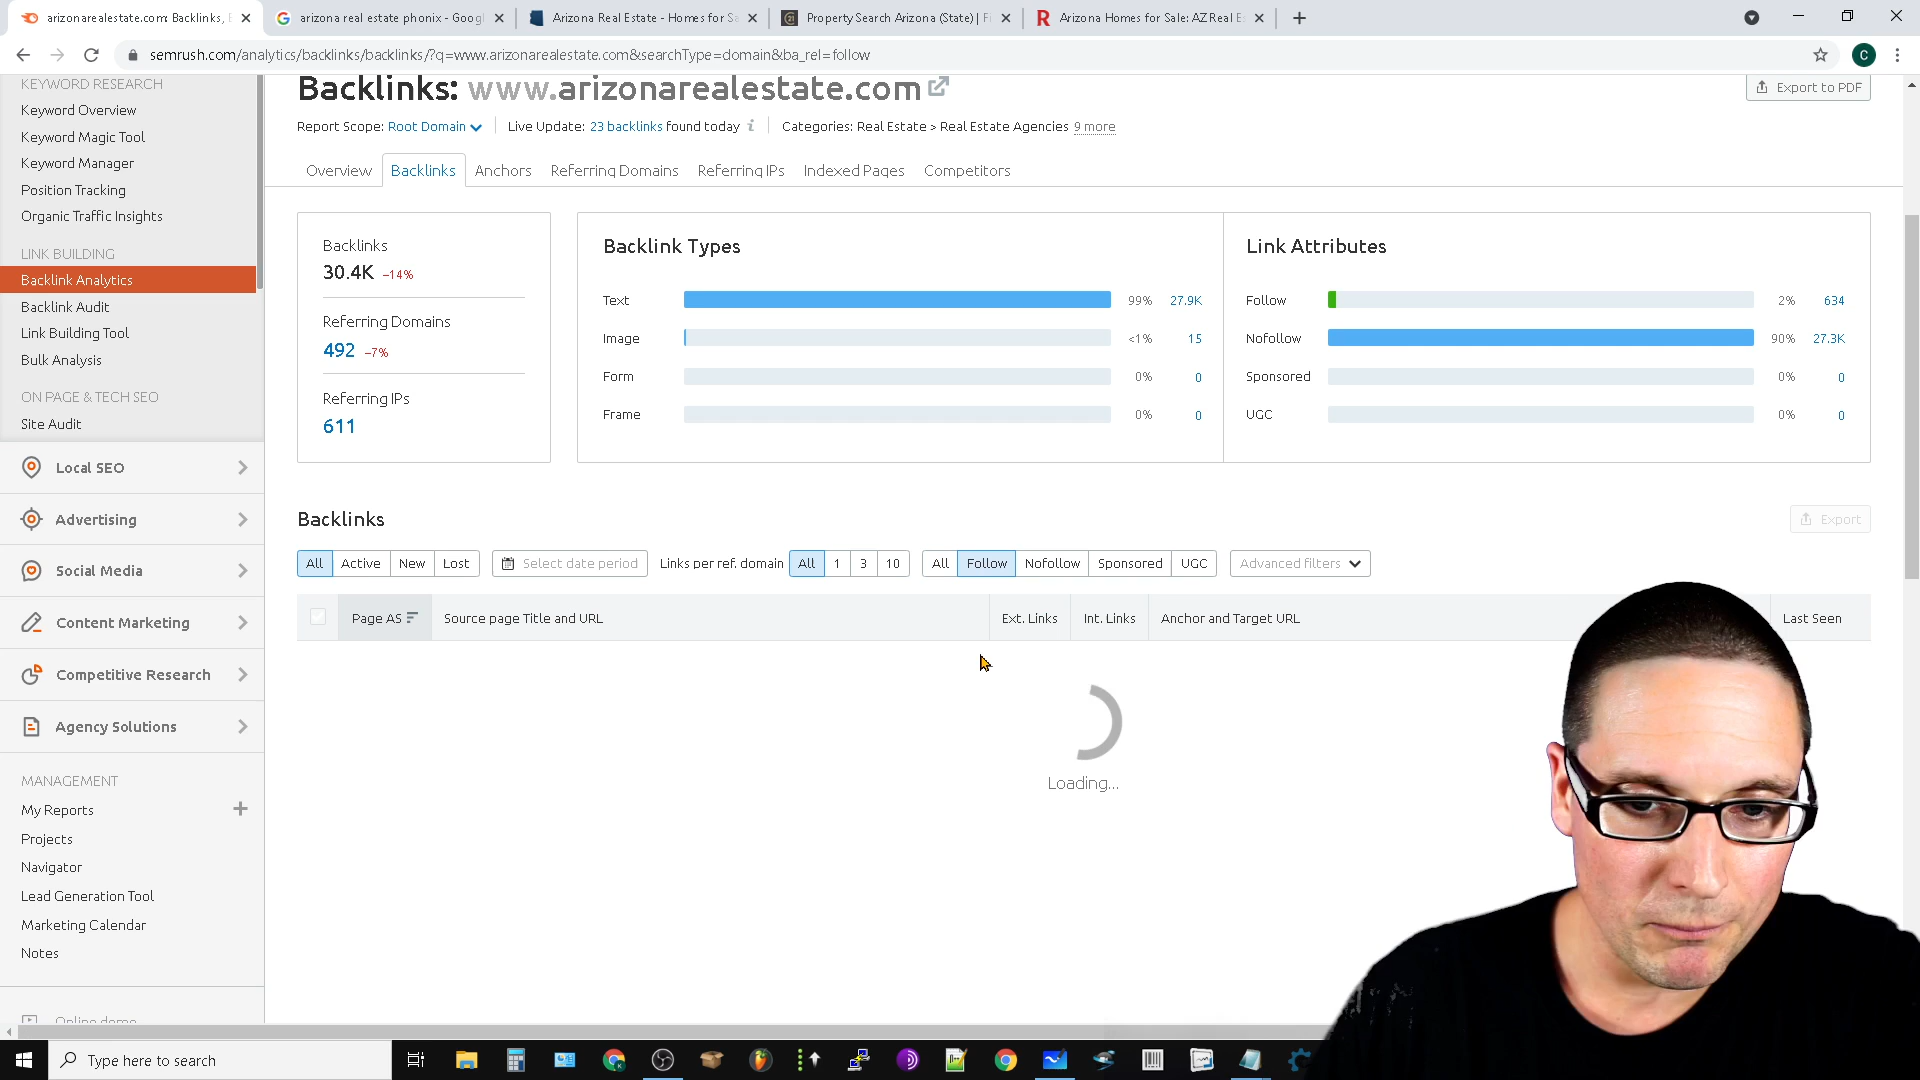 arizonarealestate.com: Backlinks,
arizona real estate phonix - Goog
Arizona Real Estate - Homes for Sa
Property Search Arizona (State) | Fi
Arizona Homes for Sale: AZ Real E
semrush.com/analytics/backlinks/backlinks/?q=www.arizonarealestate.com&searchType=domain&ba_rel=follow
C
KEYWORD RESEARCH
Keyword Overview
Keyword Magic Tool
Keyword Manager
Position Tracking
Organic Traffic Insights
LINK BUILDING
Backlink Analytics
Backlink Audit
Link Building Tool
Bulk Analysis
ON PAGE & TECH SEO
Site Audit
Local SEO
Advertising
Social Media
Content Marketing
Competitive Research
Agency Solutions
MANAGEMENT
My Reports
Projects
Navigator
Lead Generation Tool
Marketing Calendar
Notes
Online demo
Backlinks: www.arizonarealestate.com
Export to PDF
Report Scope: Root Domain
Live Update: 23 backlinks found today
Categories: Real Estate > Real Estate Agencies 9 more
Overview Backlinks Anchors Referring Domains Referring IPs Indexed Pages Competitors
Backlinks
30.4K -14%
Referring Domains
492 -7%
Referring IPs
611
Backlink Types
Text 99% 27.9K
Image <1% 15
Form 0% 0
Frame 0% 0
Link Attributes
Follow 2% 634
Nofollow 90% 27.3K
Sponsored 0% 0
UGC 0% 0
Backlinks
Export
All Active New Lost Select date period Links per ref. domain All 1 3 10 All Follow Nofollow Sponsored UGC Advanced filters
Page AS Source page Title and URL Ext. Links Int. Links Anchor and Target URL Last Seen
Loading...
Type here to search